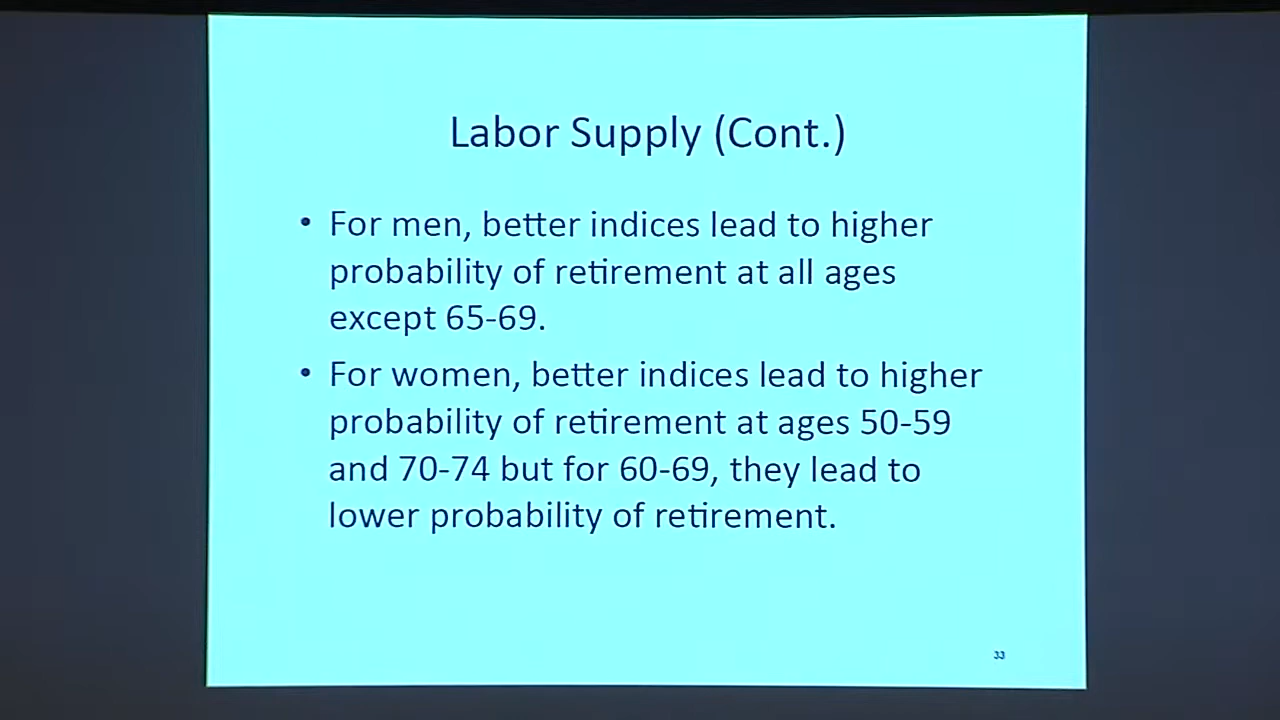 Labor Supply (Cont.)
• For men, better indices lead to higher
probability of retirement at all ages
except 65-69.
• For women, better indices lead to higher
probability of retirement at ages 50-59
and 70-74 but for 60-69, they lead to
lower probability of retirement.
33